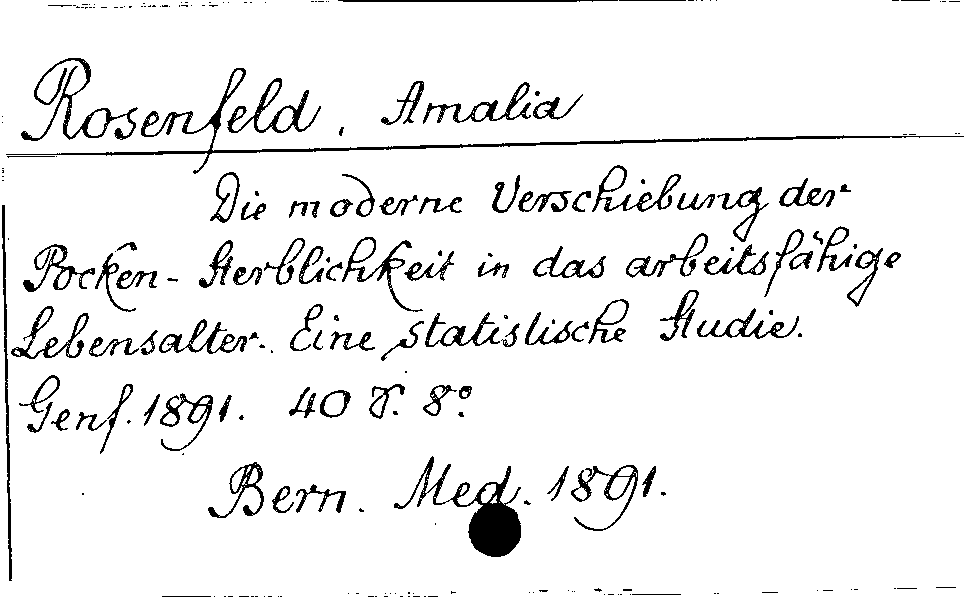 Rosenfeld, Amalia
Die moderne Verschiebung der
Pocken-Sterblichkeit in das arbeitsfähige
Lebensalter. Eine statistische Studie.
Genf. 1891. 40 S. 8°
Bern. Med. 1891.